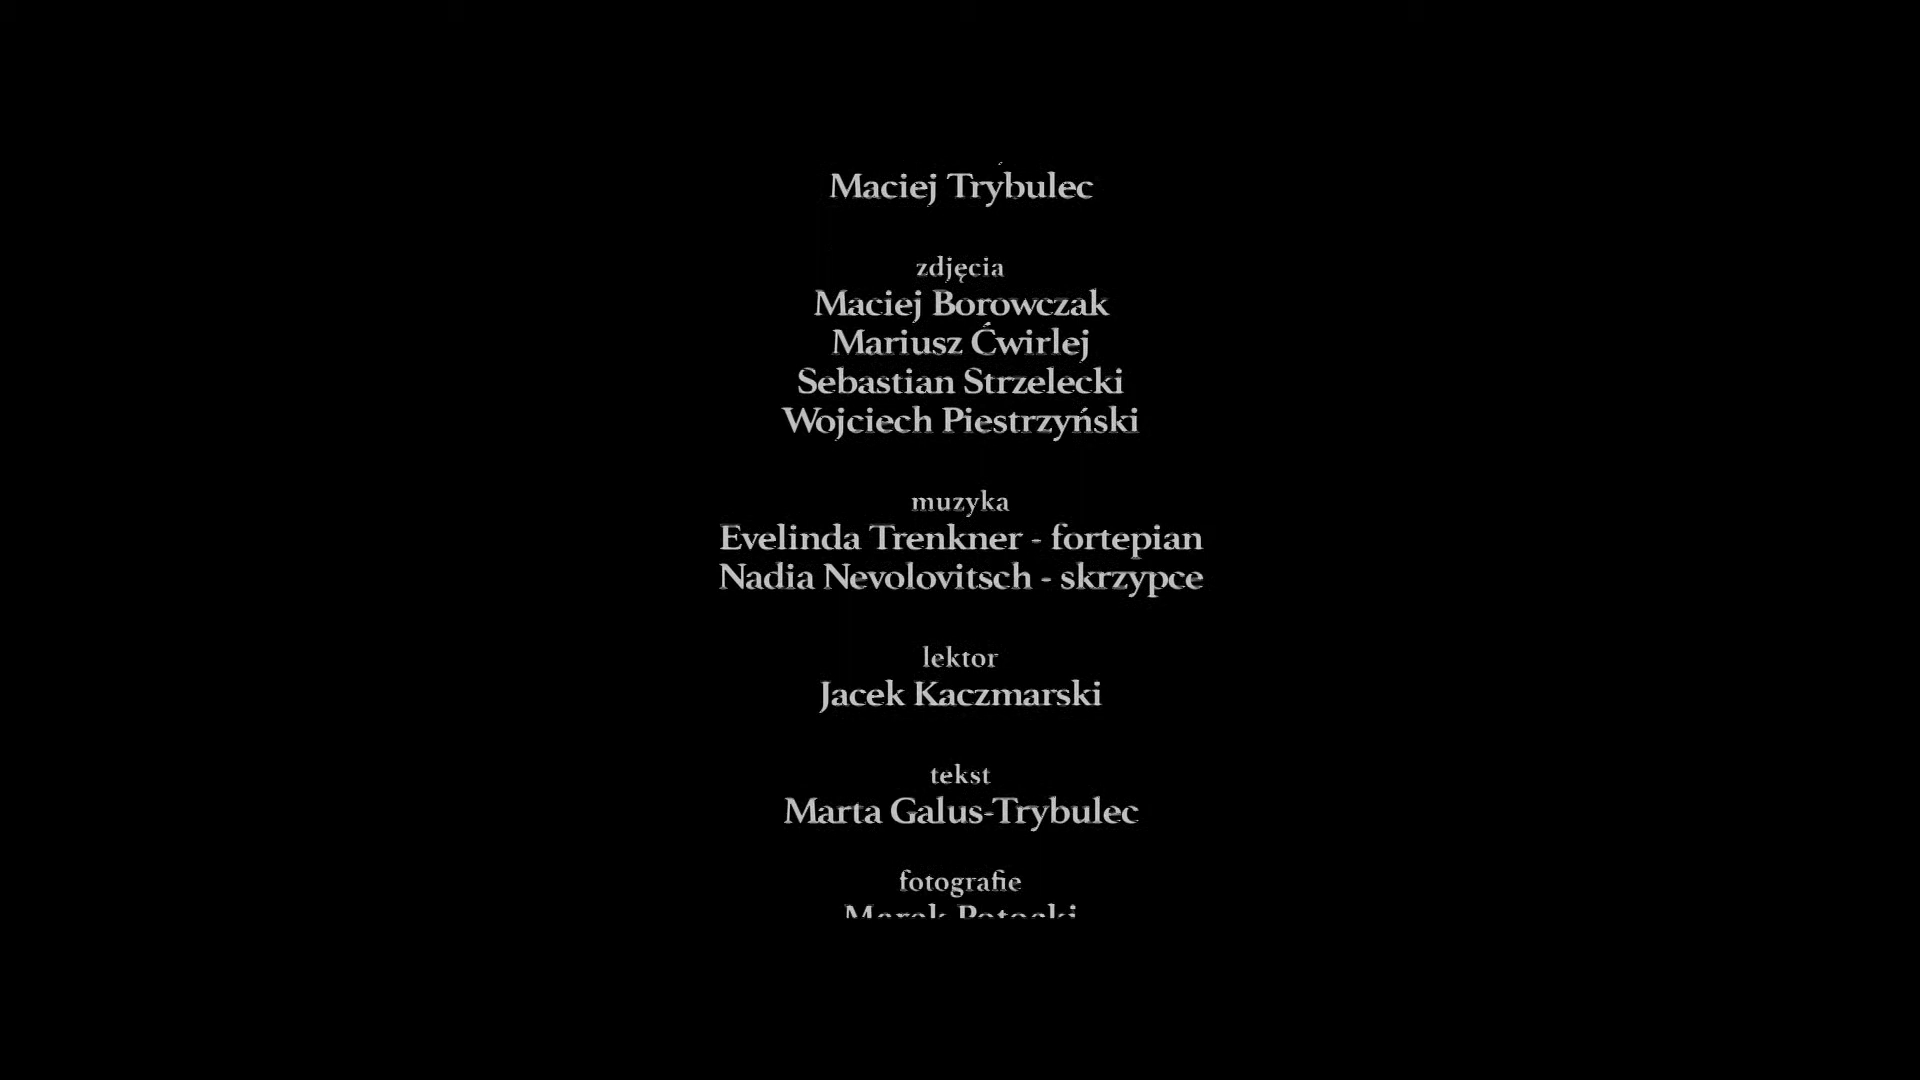 Maciej Trybulec
zdjęcia
Maciej Borowczak
Mariusz Ćwirlej
Sebastian Strzelecki
Wojciech Piestrzyński
muzyka
Evelinda Trenkner - fortepian
Nadia Nevolovitsch - skrzypce
lektor
Jacek Kaczmarski
tekst
Marta Galus-Trybulec
fotografie
Marek